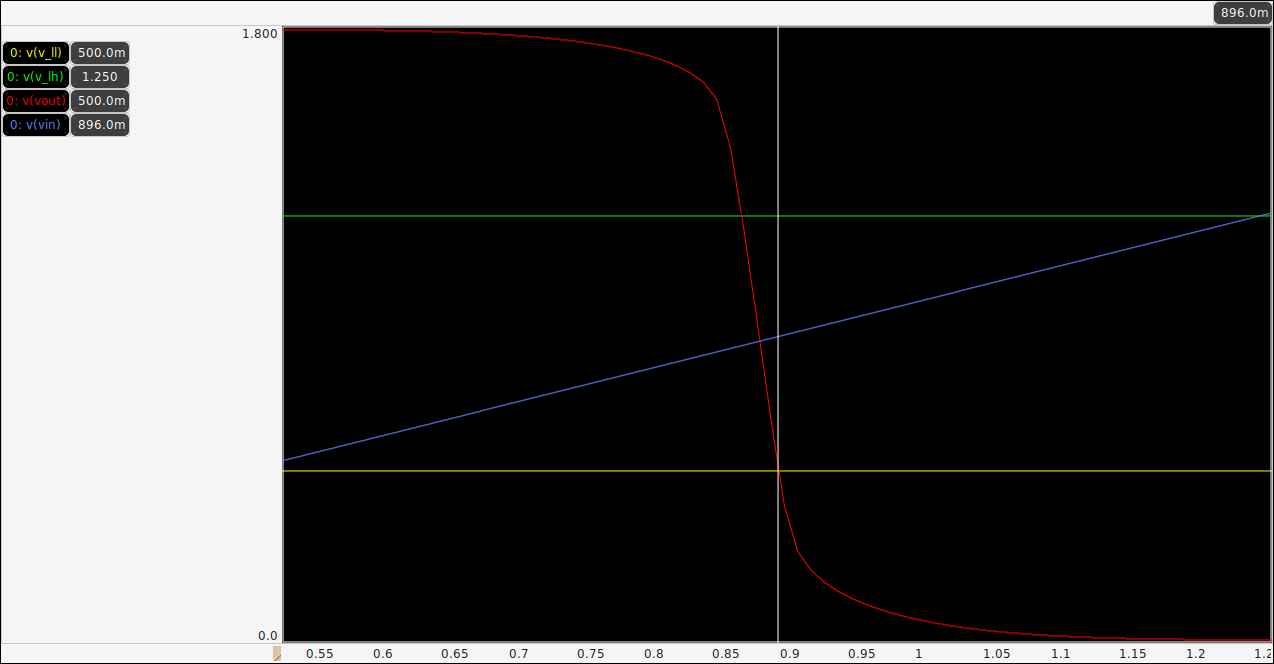 896.0m
1.800
0: v(v_ll) 500.0m
0: v(v_lh) 1.250
0: v(vout) 500.0m
0: v(vin) 896.0m
0.0
0.55 0.6 0.65 0.7 0.75 0.8 0.85 0.9 0.95 1 1.05 1.1 1.15 1.2